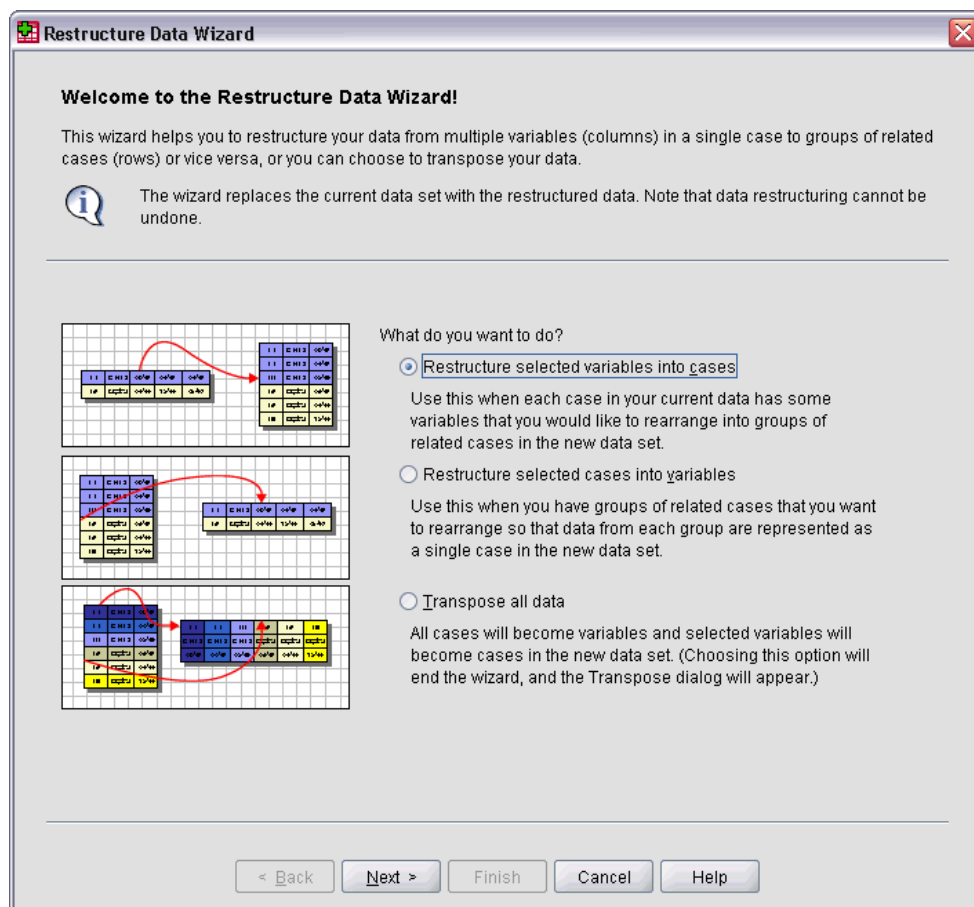 Restructure Data Wizard
Welcome to the Restructure Data Wizard!
This wizard helps you to restructure your data from multiple variables (columns) in a single case to groups of related
cases (rows) or vice versa, or you can choose to transpose your data.
The wizard replaces the current data set with the restructured data. Note that data restructuring cannot be
undone.
What do you want to do?
Restructure selected variables into cases
Use this when each case in your current data has some
variables that you would like to rearrange into groups of
related cases in the new data set.
Restructure selected cases into variables
Use this when you have groups of related cases that you want
to rearrange so that data from each group are represented as
a single case in the new data set.
Transpose all data
All cases will become variables and selected variables will
become cases in the new data set. (Choosing this option will
end the wizard, and the Transpose dialog will appear.)
< Back
Next >
Finish
Cancel
Help